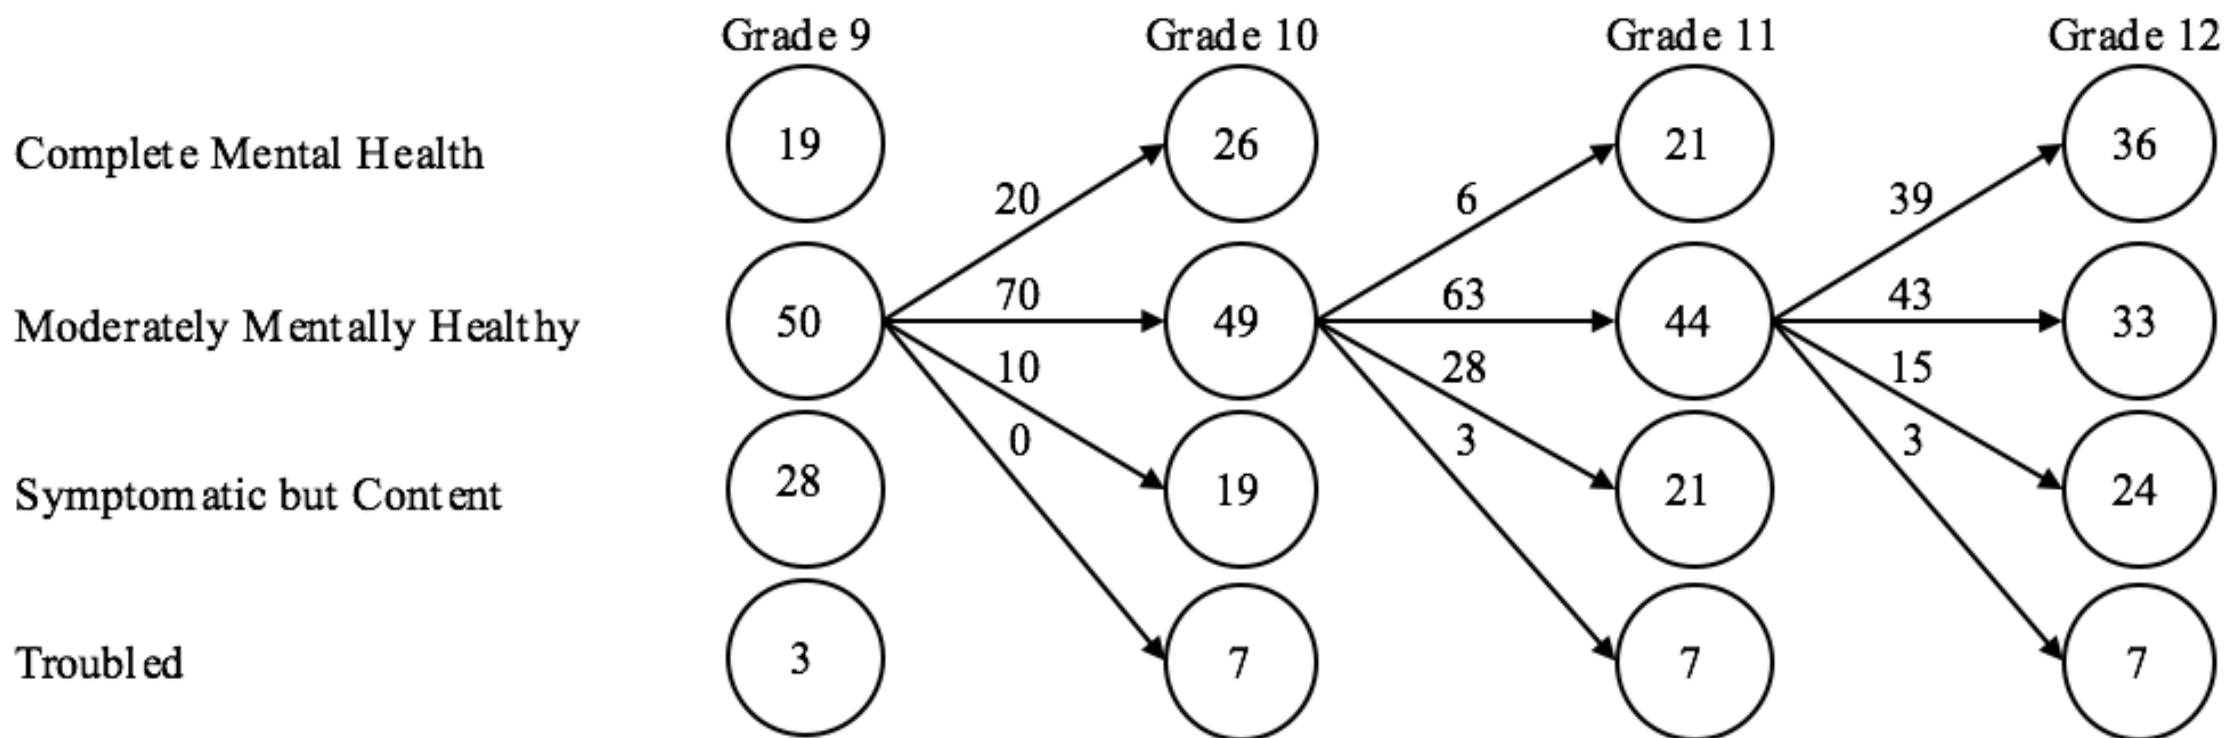 Grade 9 Grade 10 Grade 11 Grade 12
Complete Mental Health 19 26 21 36
20 6 39
Moderately Mentally Healthy 50 70 49 63 44 43 33
10 28 15
0 3 3
Symptomatic but Content 28 19 21 24
Troubled 3 7 7 7